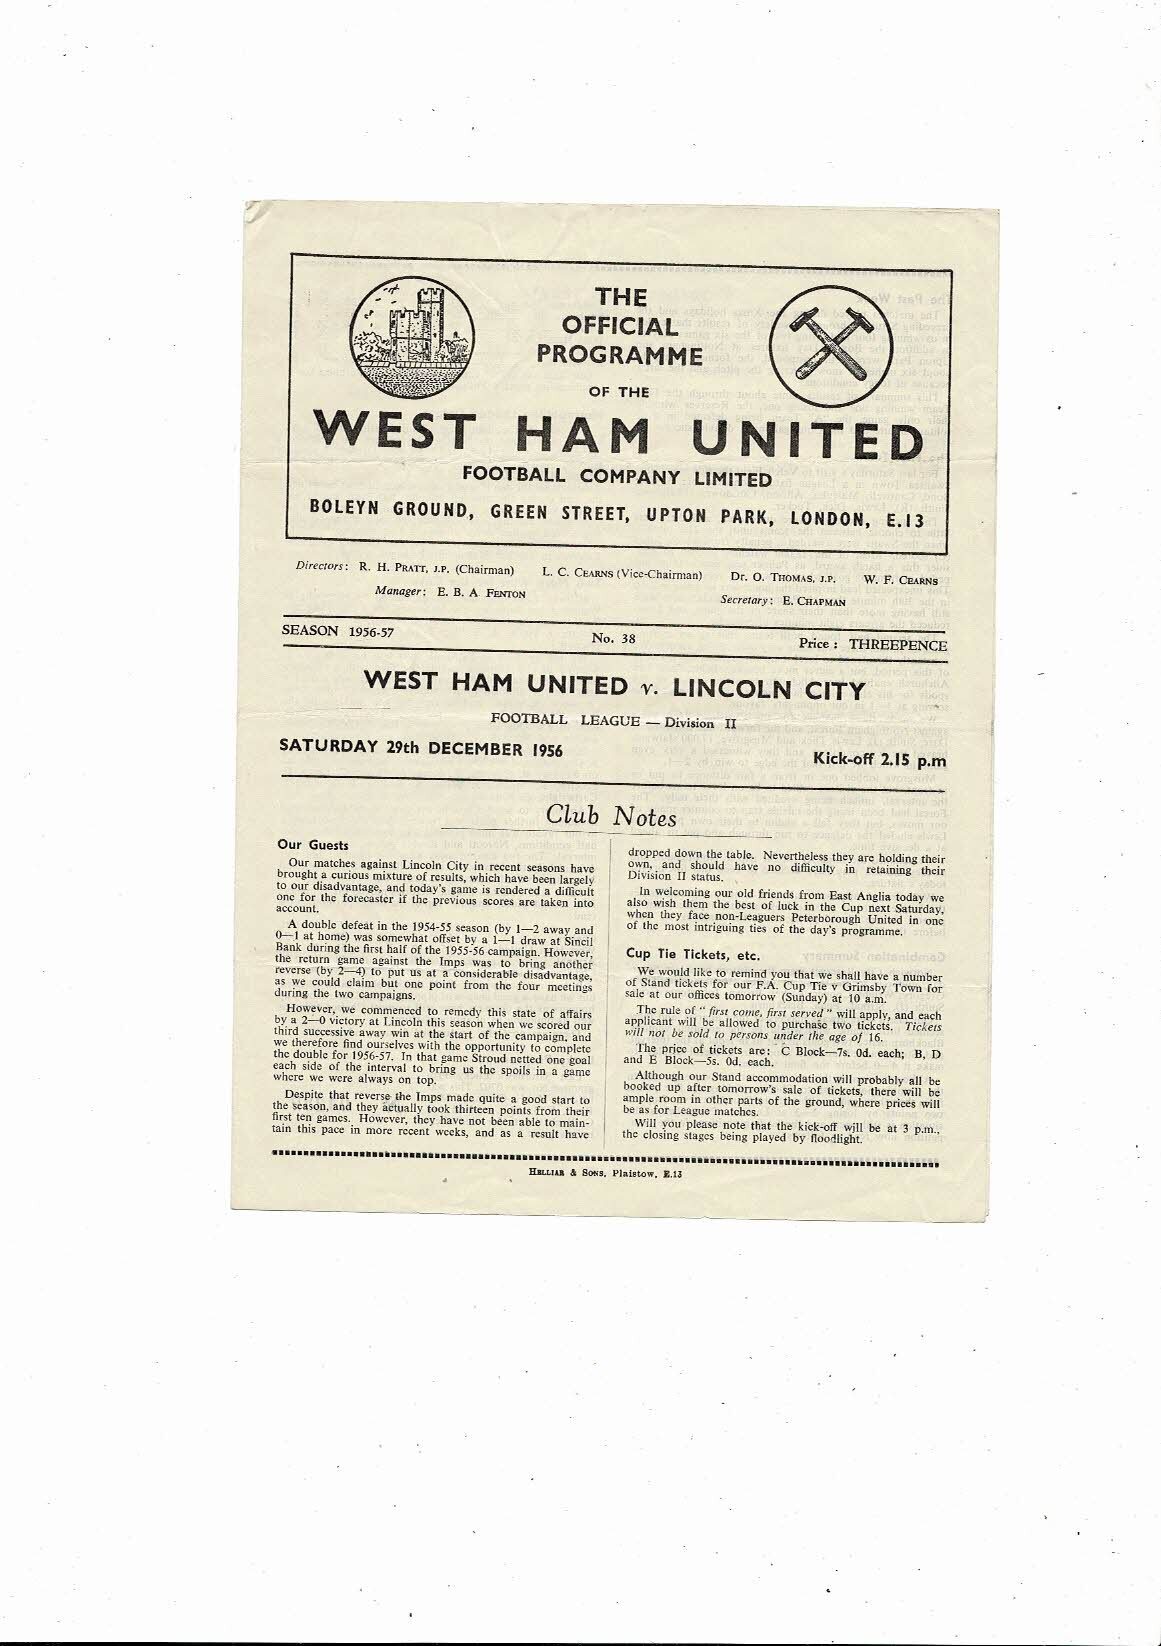 THE
OFFICIAL
PROGRAMME
OF THE
WEST HAM UNITED
FOOTBALL COMPANY LIMITED
BOLEYN GROUND, GREEN STREET, UPTON PARK, LONDON, E.13
Directors: R. H. PRATT, J.P. (Chairman) L. C. CEARNS (Vice-Chairman) Dr. O. THOMAS, J.P. W. F. CEARNS
Manager: E. B. A FENTON Secretary: E. CHAPMAN
SEASON 1956-57 No. 38 Price : THREEPENCE
WEST HAM UNITED v. LINCOLN CITY
FOOTBALL LEAGUE — Division II
SATURDAY 29th DECEMBER 1956 Kick-off 2.15 p.m
Club Notes
Our Guests
Our matches against Lincoln City in recent seasons have
brought a curious mixture of results, which have been largely
to our disadvantage, and today's game is rendered a difficult
one for the forecaster if the previous scores are taken into
account.
A double defeat in the 1954-55 season (by 1—2 away and
0—1 at home) was somewhat offset by a 1—1 draw at Sincil
Bank during the first half of the 1955-56 campaign. However,
the return game against the Imps was to bring another
reverse (by 2—4) to put us at a considerable disadvantage,
as we could claim but one point from the four meetings
during the two campaigns.
However, we commenced to remedy this state of affairs
by a 2—0 victory at Lincoln this season when we scored our
third successive away win at the start of the campaign, and
we therefore find ourselves with the opportunity to complete
the double for 1956-57. In that game Stroud netted one goal
each side of the interval to bring us the spoils in a game
where we were always on top.
Despite that reverse the Imps made quite a good start to
the season, and they actually took thirteen points from their
first ten games. However, they have not been able to main-
tain this pace in more recent weeks, and as a result have
dropped down the table. Nevertheless they are holding their
own, and should have no difficulty in retaining their
Division II status.
In welcoming our old friends from East Anglia today we
also wish them the best of luck in the Cup next Saturday,
when they face non-Leaguers Peterborough United in one
of the most intriguing ties of the day's programme.
Cup Tie Tickets, etc.
We would like to remind you that we shall have a number
of Stand tickets for our F.A. Cup Tie v Grimsby Town for
sale at our offices tomorrow (Sunday) at 10 a.m.
The rule of " first come, first served " will apply, and each
applicant will be allowed to purchase two tickets. Tickets
will not be sold to persons under the age of 16.
The price of tickets are: C Block—7s. 0d. each; B, D
and E Block—5s. 0d. each.
Although our Stand accommodation will probably all be
booked up after tomorrow's sale of tickets, there will be
ample room in other parts of the ground, where prices will
be as for League matches.
Will you please note that the kick-off will be at 3 p.m.,
the closing stages being played by floodlight.
HELLIAR & SONS, Plaistow, E.13